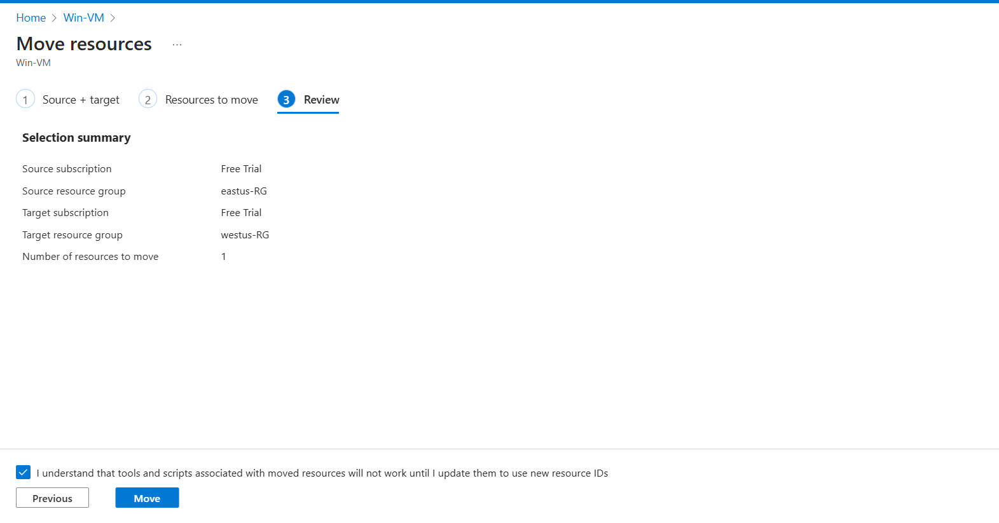 Home > Win-VM >
Move resources ...
Win-VM
1 Source + target 2 Resources to move 3 Review
Selection summary
Source subscription Free Trial
Source resource group eastus-RG
Target subscription Free Trial
Target resource group westus-RG
Number of resources to move 1
I understand that tools and scripts associated with moved resources will not work until I update them to use new resource IDs
Previous Move